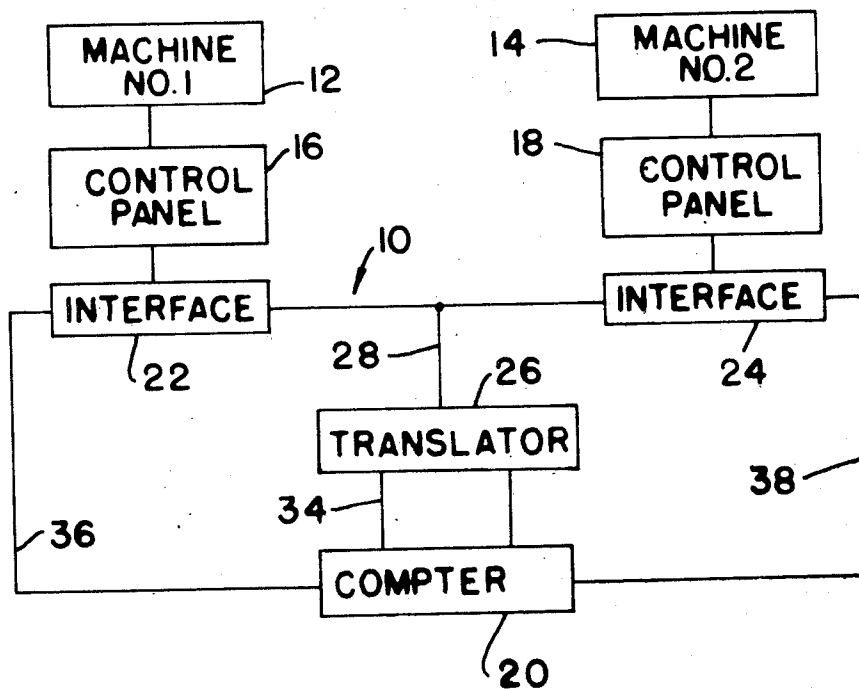 MACHINE
NO.1
12
14
MACHINE
NO.2
16
CONTROL
PANEL
18
CONTROL
PANEL
10
INTERFACE
22
INTERFACE
24
28
26
TRANSLATOR
34
36
38
COMPTER
20